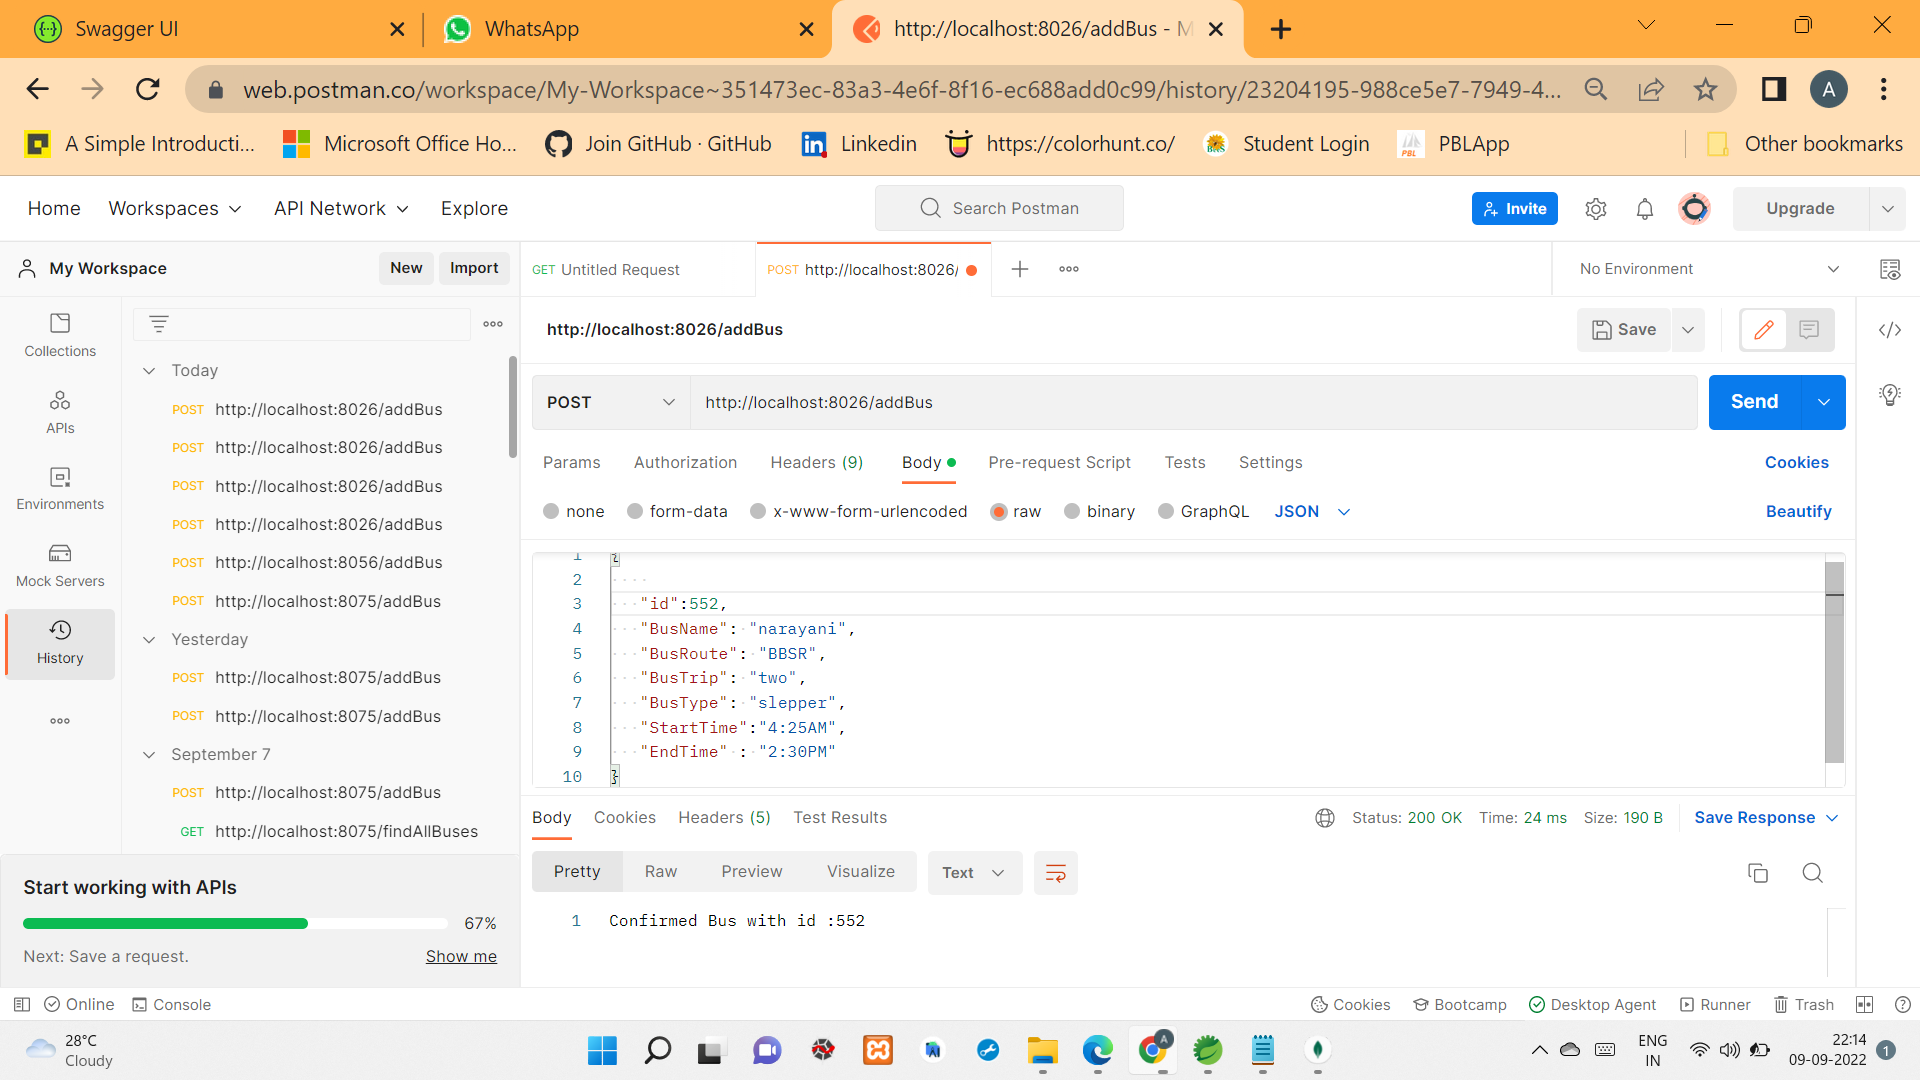 Swagger UI
WhatsApp
http://localhost:8026/addBus - M
web.postman.co/workspace/My-Workspace~351473ec-83a3-4e6f-8f16-ec688add0c99/history/23204195-988ce5e7-7949-4...
A
A Simple Introducti...
Microsoft Office Ho...
Join GitHub · GitHub
Linkedin
https://colorhunt.co/
Student Login
PBLApp
Other bookmarks
Home
Workspaces
API Network
Explore
Search Postman
Invite
Upgrade
My Workspace
New
Import
GET Untitled Request
POST http://localhost:8026/
No Environment
Collections
APIs
Environments
Mock Servers
History
Today
POST http://localhost:8026/addBus
POST http://localhost:8026/addBus
POST http://localhost:8026/addBus
POST http://localhost:8026/addBus
POST http://localhost:8056/addBus
POST http://localhost:8075/addBus
Yesterday
POST http://localhost:8075/addBus
POST http://localhost:8075/addBus
September 7
POST http://localhost:8075/addBus
GET http://localhost:8075/findAllBuses
Start working with APIs
67%
Next: Save a request.
Show me
http://localhost:8026/addBus
Save
POST
http://localhost:8026/addBus
Send
Params
Authorization
Headers (9)
Body
Pre-request Script
Tests
Settings
Cookies
none
form-data
x-www-form-urlencoded
raw
binary
GraphQL
JSON
Beautify
1 {
2
3 "id":552,
4 "BusName": "narayani",
5 "BusRoute": "BBSR",
6 "BusTrip": "two",
7 "BusType": "slepper",
8 "StartTime":"4:25AM",
9 "EndTime" : "2:30PM"
10 }
Body
Cookies
Headers (5)
Test Results
Status: 200 OK
Time: 24 ms
Size: 190 B
Save Response
Pretty
Raw
Preview
Visualize
Text
1 Confirmed Bus with id :552
Online
Console
Cookies
Bootcamp
Desktop Agent
Runner
Trash
28°C
Cloudy
A
ENG
IN
22:14
09-09-2022
1